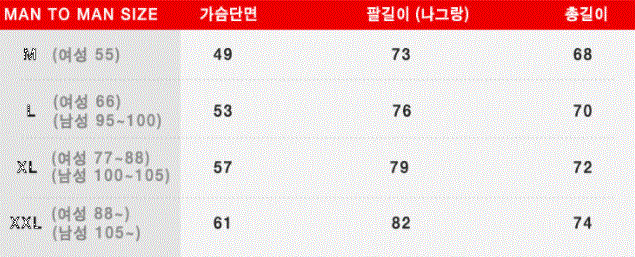 MAN TO MAN SIZE 가슴단면 팔길이 (나그랑) 총길이
M (여성 55) 49 73 68
L (여성 66) (남성 95~100) 53 76 70
XL (여성 77~88) (남성 100~105) 57 79 72
XXL (여성 88~) (남성 105~) 61 82 74